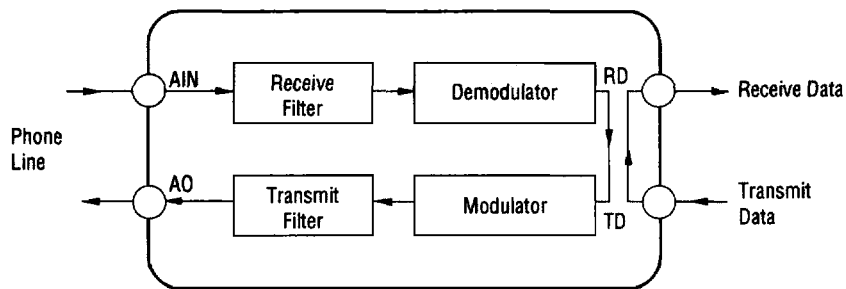 AIN
Receive
Filter
Demodulator
RD
Receive Data
Phone
Line
AO
Transmit
Filter
Modulator
TD
Transmit
Data